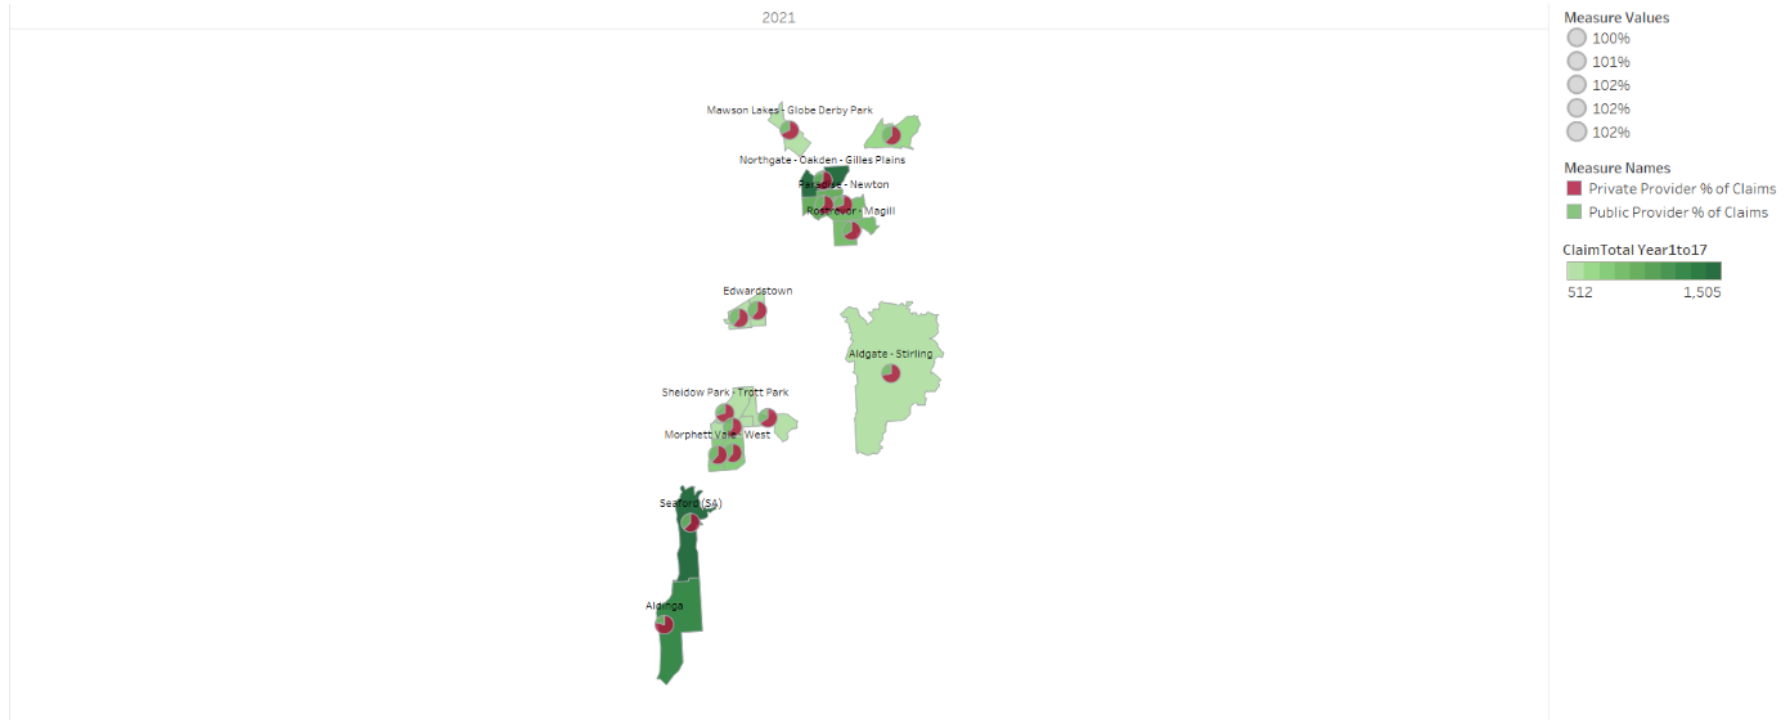 2021
Mawson Lakes - Globe Derby Park
Northgate - Oakden - Gilles Plains
Paradise - Newton
Rostrevor - Magill
Edwardstown
Aldgate - Stirling
Sheidow Park - Trott Park
Morphett Vale - West
Seaford (SA)
Aldinga
Measure Values
100%
101%
102%
102%
102%
Measure Names
Private Provider % of Claims
Public Provider % of Claims
ClaimTotal Year1to17
512 1,505